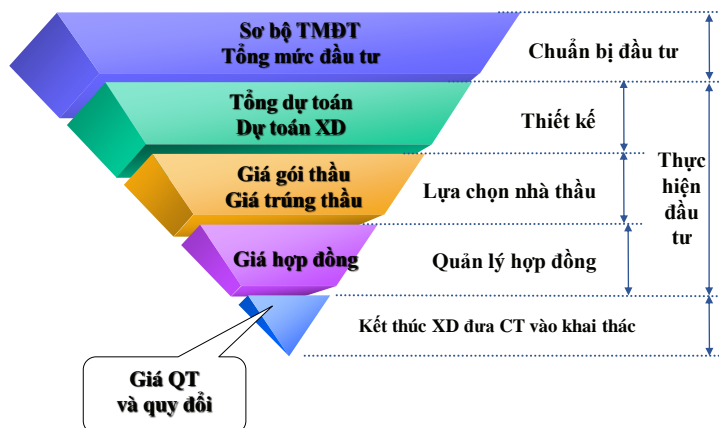 Sơ bộ TMĐT
Tổng mức đầu tư
Chuẩn bị đầu tư
Tổng dự toán
Dự toán XD
Thiết kế
Giá gói thầu
Giá trúng thầu
Lựa chọn nhà thầu
Thực
hiện
đầu
tư
Giá hợp đồng
Quản lý hợp đồng
Kết thúc XD đưa CT vào khai thác
Giá QT
và quy đổi